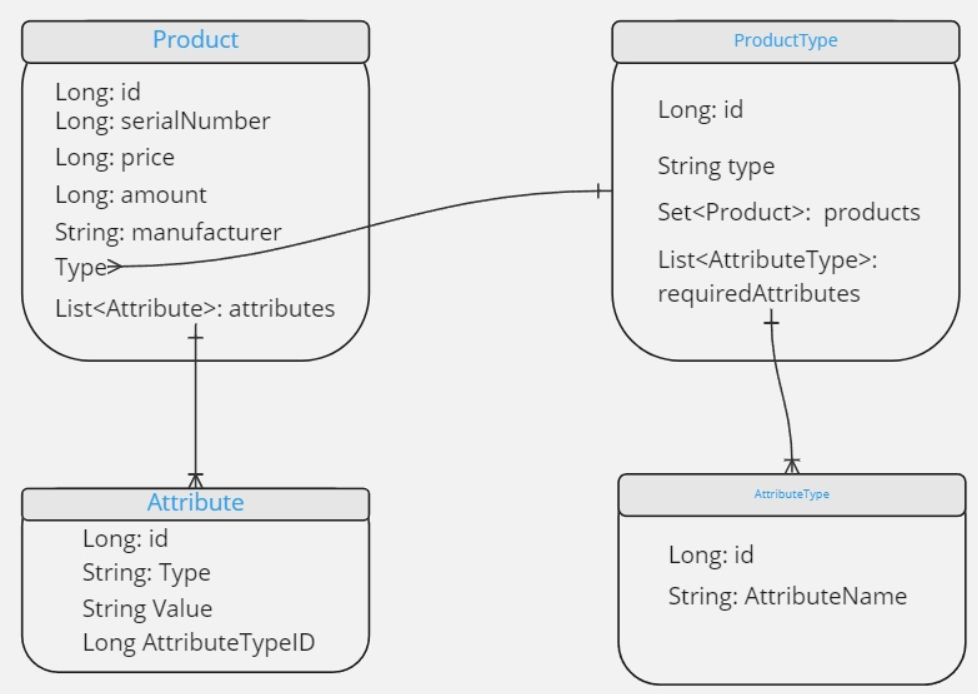 Product
Long: id
Long: serialNumber
Long: price
Long: amount
String: manufacturer
Type
List<Attribute>: attributes
ProductType
Long: id
String type
Set<Product>: products
List<AttributeType>:
requiredAttributes
Attribute
Long: id
String: Type
String Value
Long AttributeTypeID
AttributeType
Long: id
String: AttributeName